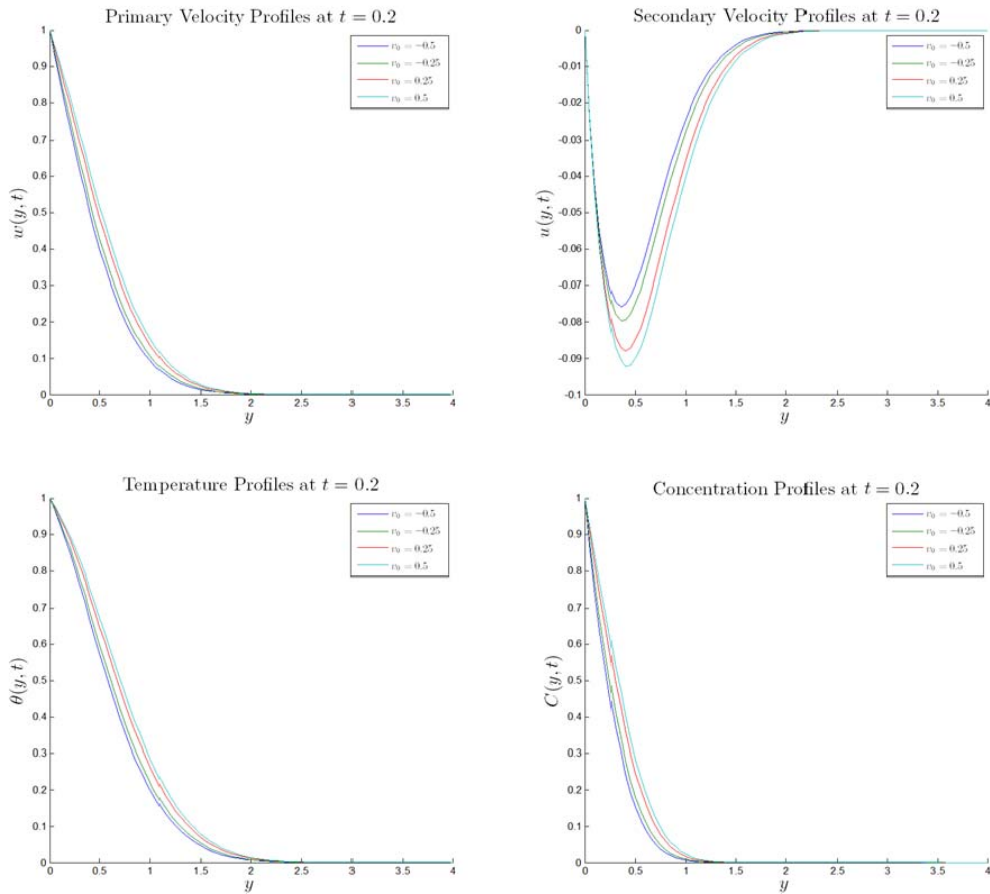 Primary Velocity Profiles at t = 0.2
1
0.9
0.8
0.7
0.6
0.5
0.4
0.3
0.2
0.1
0
w(y, t)
v₀ = −0.5
v₀ = −0.25
v₀ = 0.25
v₀ = 0.5
0 0.5 1 1.5 2 2.5 3 3.5 4
y
Secondary Velocity Profiles at t = 0.2
0
-0.01
-0.02
-0.03
-0.04
-0.05
-0.06
-0.07
-0.08
-0.09
-0.1
u(y, t)
v₀ = −0.5
v₀ = −0.25
v₀ = 0.25
v₀ = 0.5
0 0.5 1 1.5 2 2.5 3 3.5 4
y
Temperature Profiles at t = 0.2
1
0.9
0.8
0.7
0.6
0.5
0.4
0.3
0.2
0.1
0
θ(y, t)
v₀ = −0.5
v₀ = −0.25
v₀ = 0.25
v₀ = 0.5
0 0.5 1 1.5 2 2.5 3 3.5 4
y
Concentration Profiles at t = 0.2
1
0.9
0.8
0.7
0.6
0.5
0.4
0.3
0.2
0.1
0
C(y, t)
v₀ = −0.5
v₀ = −0.25
v₀ = 0.25
v₀ = 0.5
0 0.5 1 1.5 2 2.5 3 3.5 4
y